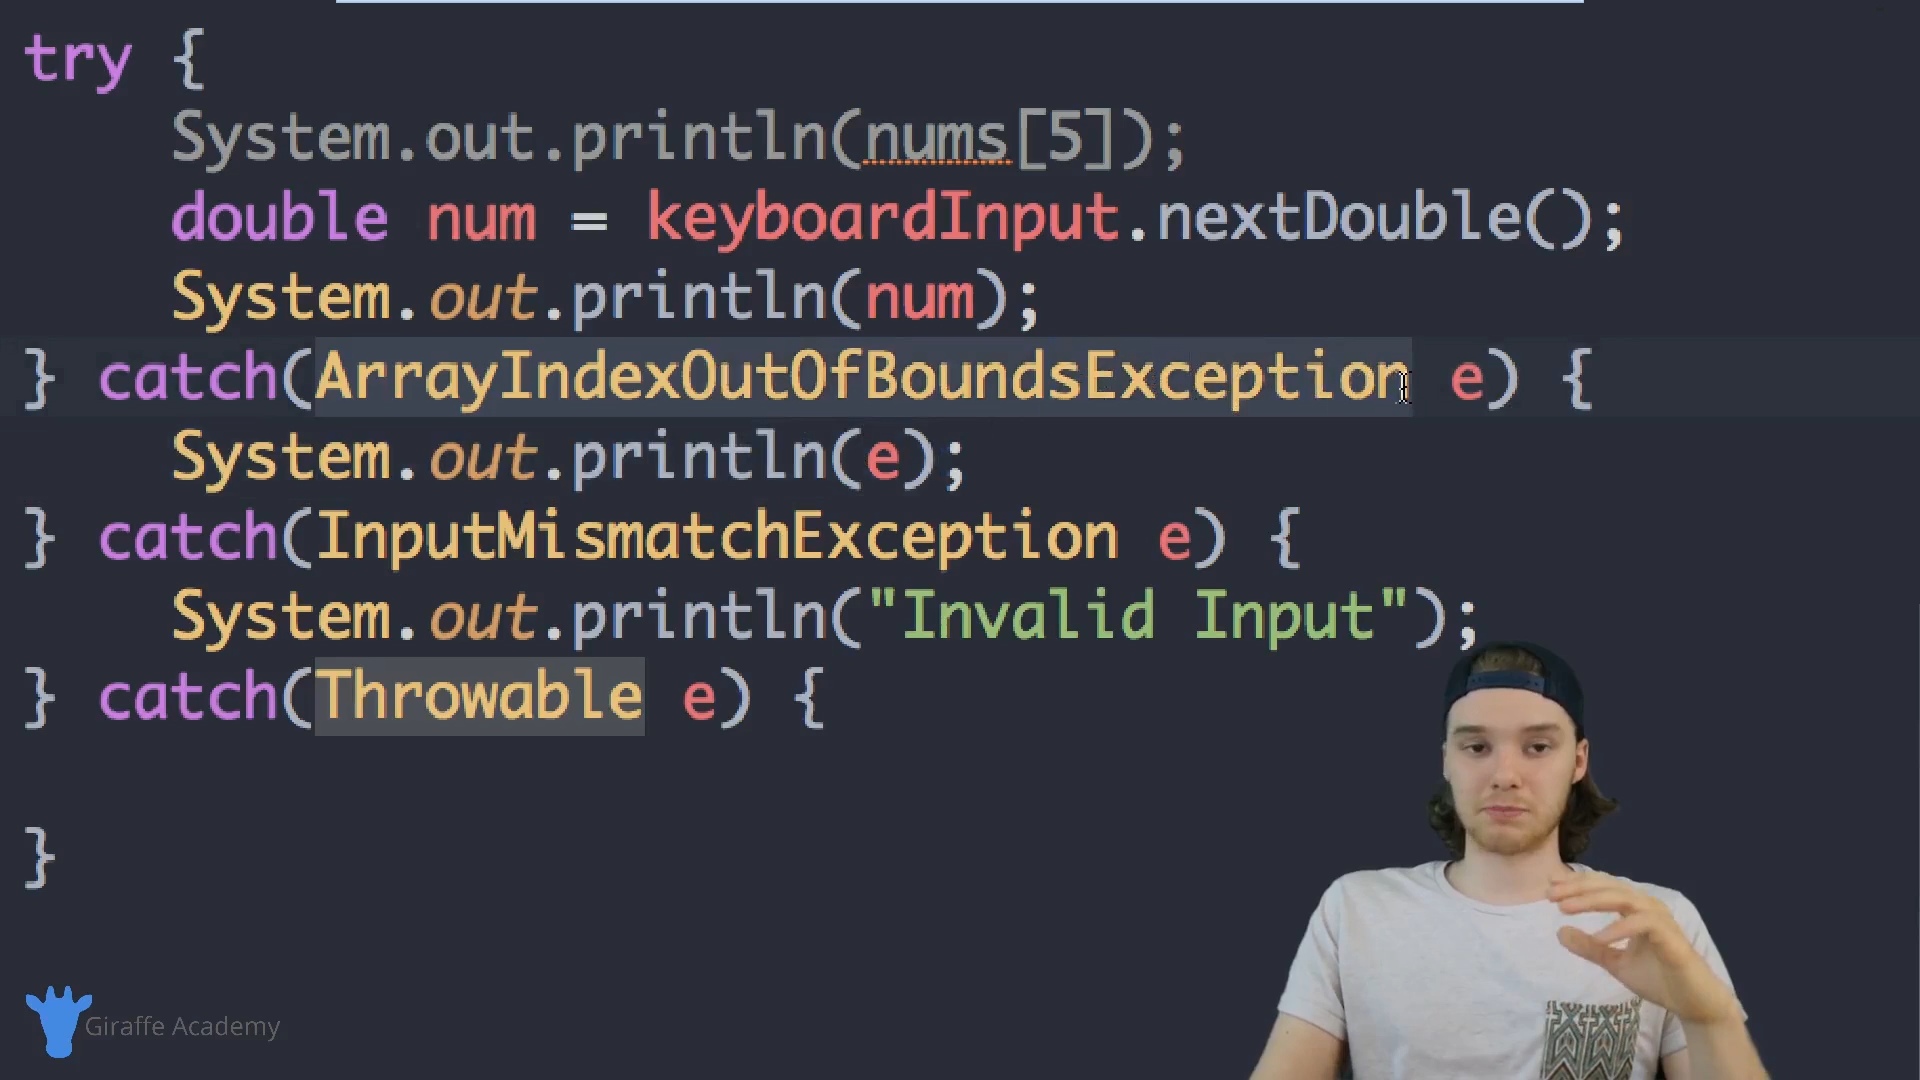 try {
System.out.println(nums[5]);
double num = keyboardInput.nextDouble();
System.out.println(num);
} catch(ArrayIndexOutOfBoundsException e) {
System.out.println(e);
} catch(InputMismatchException e) {
System.out.println("Invalid Input");
} catch(Throwable e) {
}
Giraffe Academy